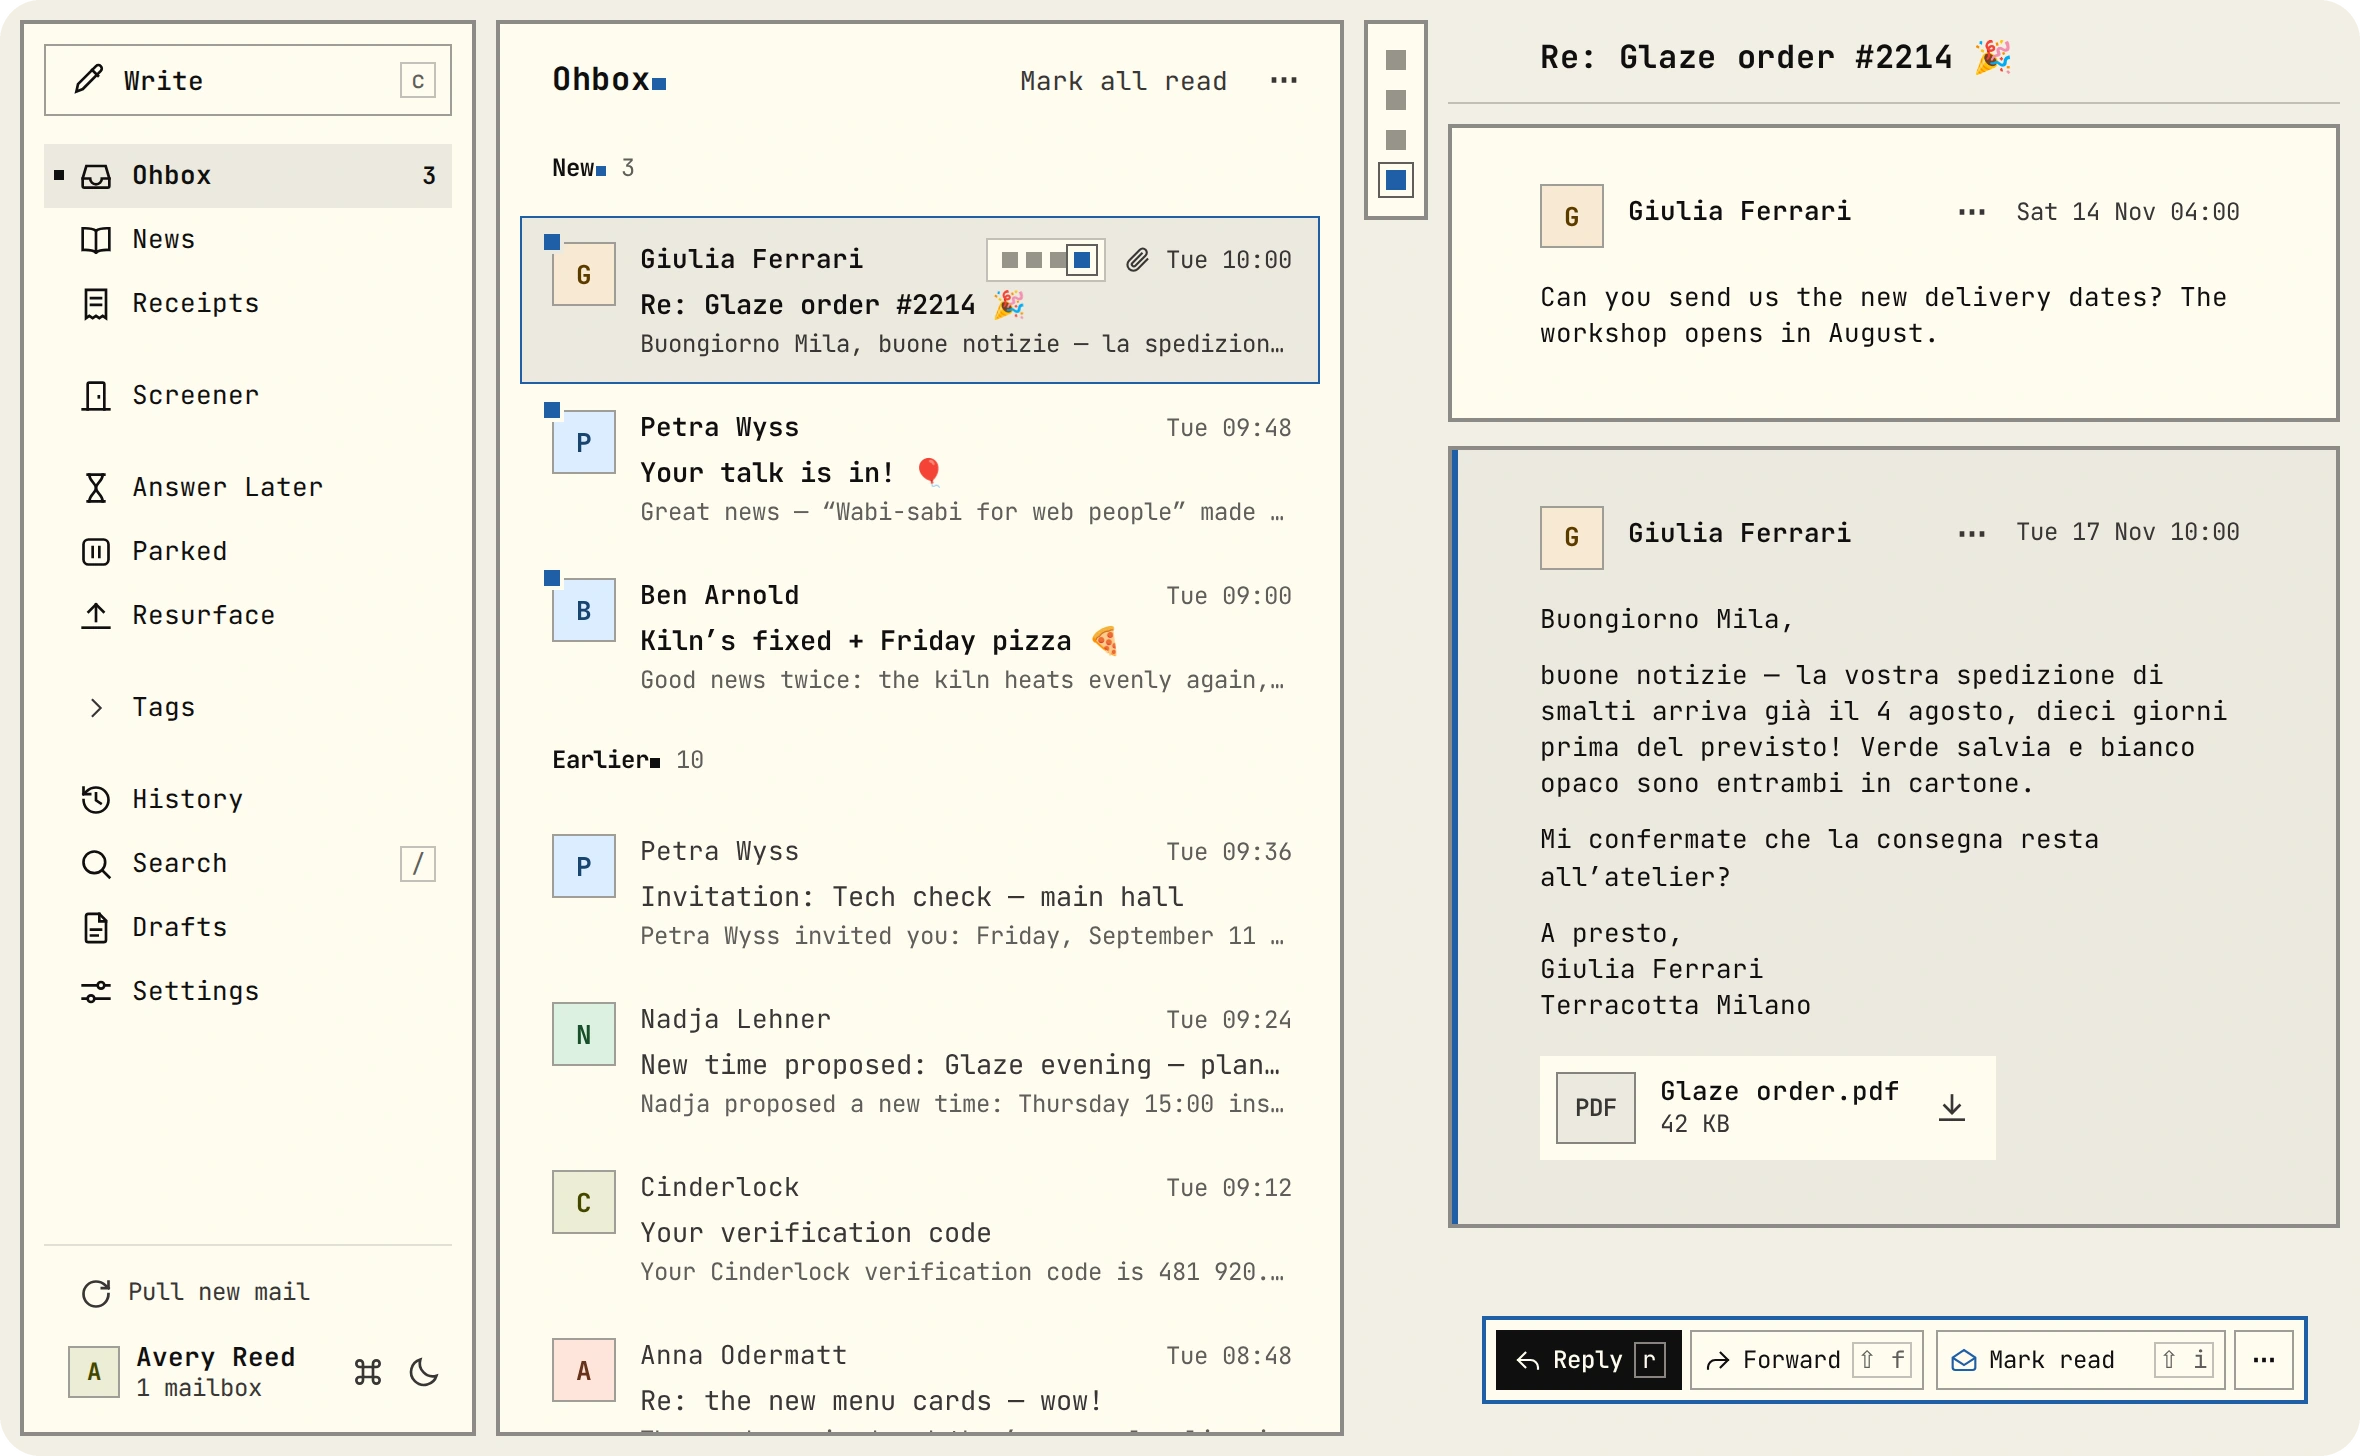 Write c
Ohbox 3
News
Receipts
Screener
Answer Later
Parked
Resurface
Tags
History
Search /
Drafts
Settings
Pull new mail
A
Avery Reed
1 mailbox
Ohbox
Mark all read ...
New 3
G
Giulia Ferrari Tue 10:00
Re: Glaze order #2214 🎉
Buongiorno Mila, buone notizie — la spedizion…
P
Petra Wyss Tue 09:48
Your talk is in! 🎈
Great news — “Wabi-sabi for web people” made …
B
Ben Arnold Tue 09:00
Kiln’s fixed + Friday pizza 🍕
Good news twice: the kiln heats evenly again,…
Earlier 10
P
Petra Wyss Tue 09:36
Invitation: Tech check — main hall
Petra Wyss invited you: Friday, September 11 …
N
Nadja Lehner Tue 09:24
New time proposed: Glaze evening — plan…
Nadja proposed a new time: Thursday 15:00 ins…
C
Cinderlock Tue 09:12
Your verification code
Your Cinderlock verification code is 481 920.…
A
Anna Odermatt Tue 08:48
Re: the new menu cards — wow!
Re: Glaze order #2214 🎉
G
Giulia Ferrari ... Sat 14 Nov 04:00
Can you send us the new delivery dates? The
workshop opens in August.
G
Giulia Ferrari ... Tue 17 Nov 10:00
Buongiorno Mila,
buone notizie — la vostra spedizione di
smalti arriva già il 4 agosto, dieci giorni
prima del previsto! Verde salvia e bianco
opaco sono entrambi in cartone.
Mi confermate che la consegna resta
all’atelier?
A presto,
Giulia Ferrari
Terracotta Milano
PDF
Glaze order.pdf
42 KB
Reply r Forward ⇧ f Mark read ⇧ i ...